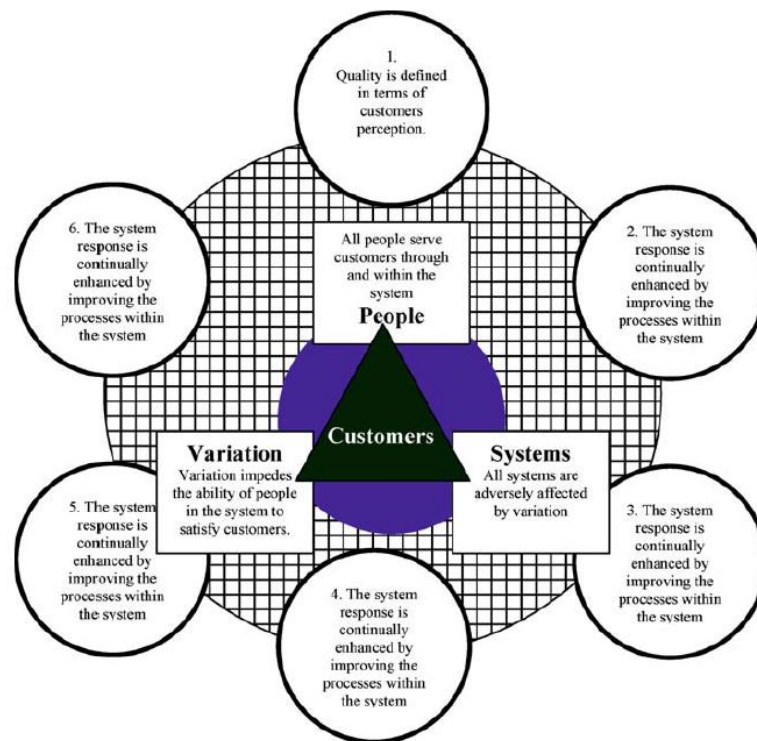 1.
Quality is defined
in terms of
customers
perception.
6. The system
response is
continually
enhanced by
improving the
processes within
the system
All people serve
customers through
and within the
system
People
2. The system
response is
continually
enhanced by
improving the
processes within
the system
Customers
Variation
Variation impedes
the ability of people
in the system to
satisfy customers.
Systems
All systems are
adversely affected
by variation
5. The system
response is
continually
enhanced by
improving the
processes within
the system
4. The system
response is
continually
enhanced by
improving the
processes within
the system
3. The system
response is
continually
enhanced by
improving the
processes within
the system